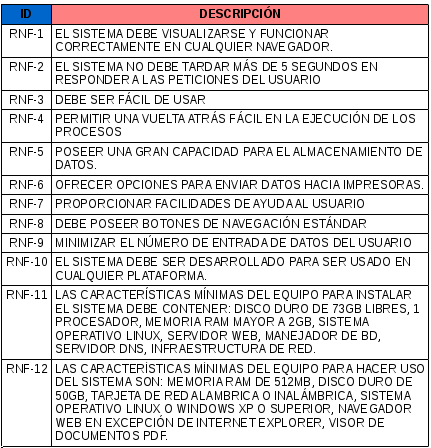 ID DESCRIPCIÓN
RNF-1 EL SISTEMA DEBE VISUALIZARSE Y FUNCIONAR
CORRECTAMENTE EN CUALQUIER NAVEGADOR.
RNF-2 EL SISTEMA NO DEBE TARDAR MÁS DE 5 SEGUNDOS EN
RESPONDER A LAS PETICIONES DEL USUARIO
RNF-3 DEBE SER FÁCIL DE USAR
RNF-4 PERMITIR UNA VUELTA ATRÁS FÁCIL EN LA EJECUCIÓN DE LOS
PROCESOS
RNF-5 POSEER UNA GRAN CAPACIDAD PARA EL ALMACENAMIENTO DE
DATOS.
RNF-6 OFRECER OPCIONES PARA ENVIAR DATOS HACIA IMPRESORAS.
RNF-7 PROPORCIONAR FACILIDADES DE AYUDA AL USUARIO
RNF-8 DEBE POSEER BOTONES DE NAVEGACIÓN ESTÁNDAR
RNF-9 MINIMIZAR EL NÚMERO DE ENTRADA DE DATOS DEL USUARIO
RNF-10 EL SISTEMA DEBE SER DESARROLLADO PARA SER USADO EN
CUALQUIER PLATAFORMA.
RNF-11 LAS CARACTERÍSTICAS MÍNIMAS DEL EQUIPO PARA INSTALAR
EL SISTEMA DEBE CONTENER: DISCO DURO DE 73GB LIBRES, 1
PROCESADOR, MEMORIA RAM MAYOR A 2GB, SISTEMA
OPERATIVO LINUX, SERVIDOR WEB, MANEJADOR DE BD,
SERVIDOR DNS, INFRAESTRUCTURA DE RED.
RNF-12 LAS CARACTERÍSTICAS MÍNIMAS DEL EQUIPO PARA HACER USO
DEL SISTEMA SON: MEMORIA RAM DE 512MB, DISCO DURO DE
50GB, TARJETA DE RED ALAMBRICA O INALÁMBRICA, SISTEMA
OPERATIVO LINUX O WINDOWS XP O SUPERIOR, NAVEGADOR
WEB EN EXCEPCIÓN DE INTERNET EXPLORER, VISOR DE
DOCUMENTOS PDF.